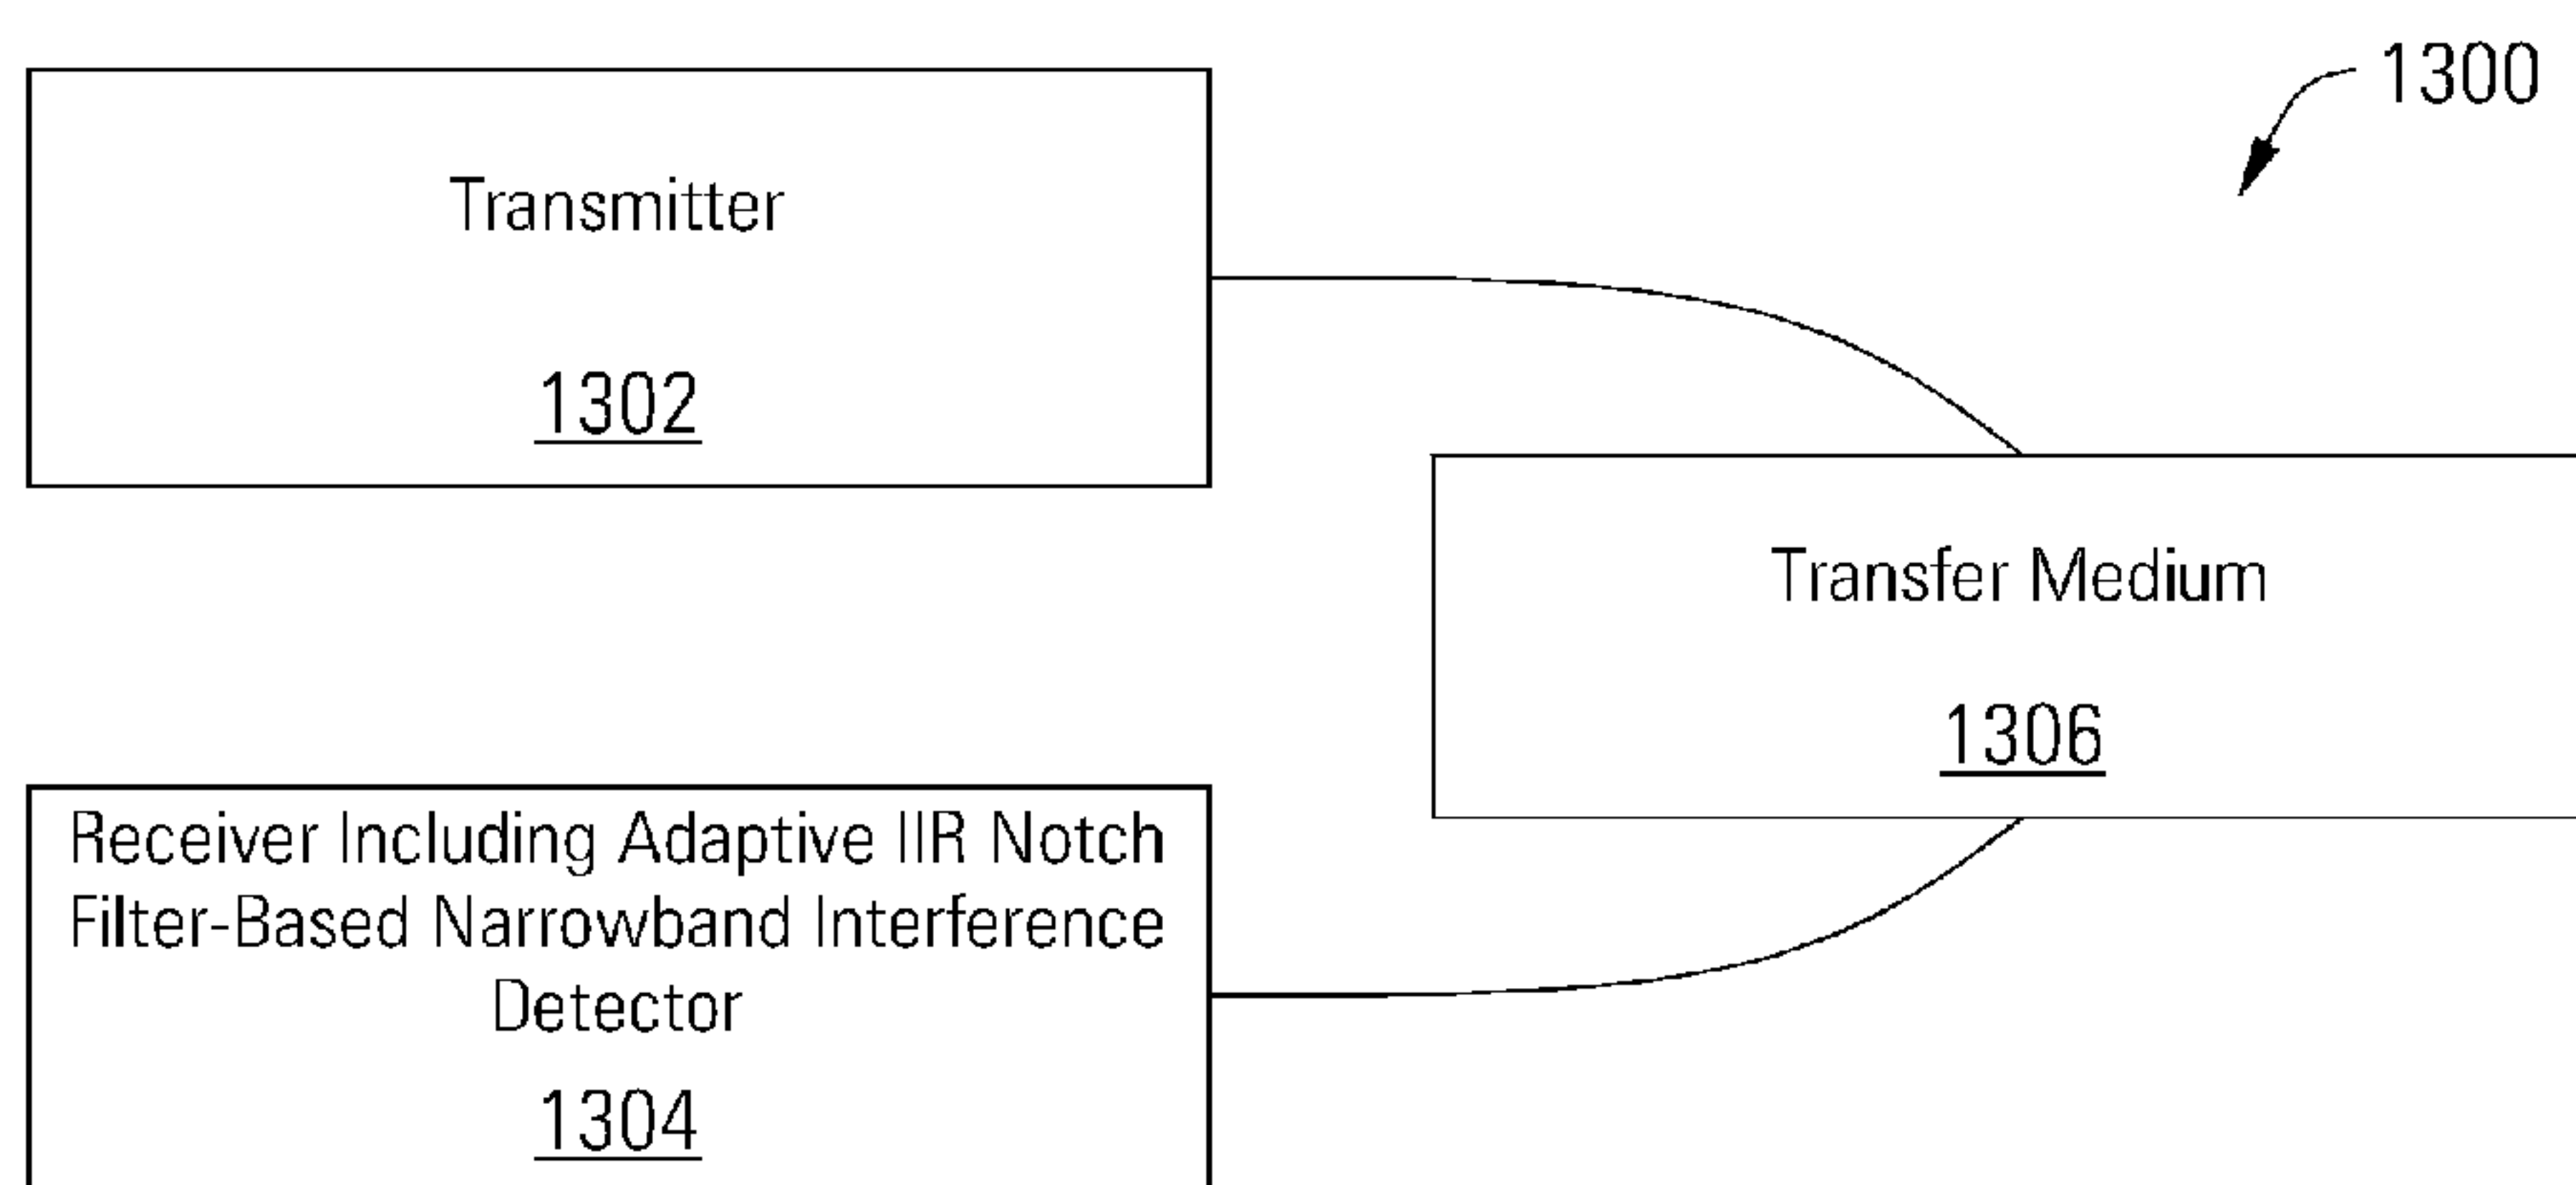 1300
Transmitter
1302
Transfer Medium
1306
Receiver Including Adaptive IIR Notch
Filter-Based Narrowband Interference
Detector
1304